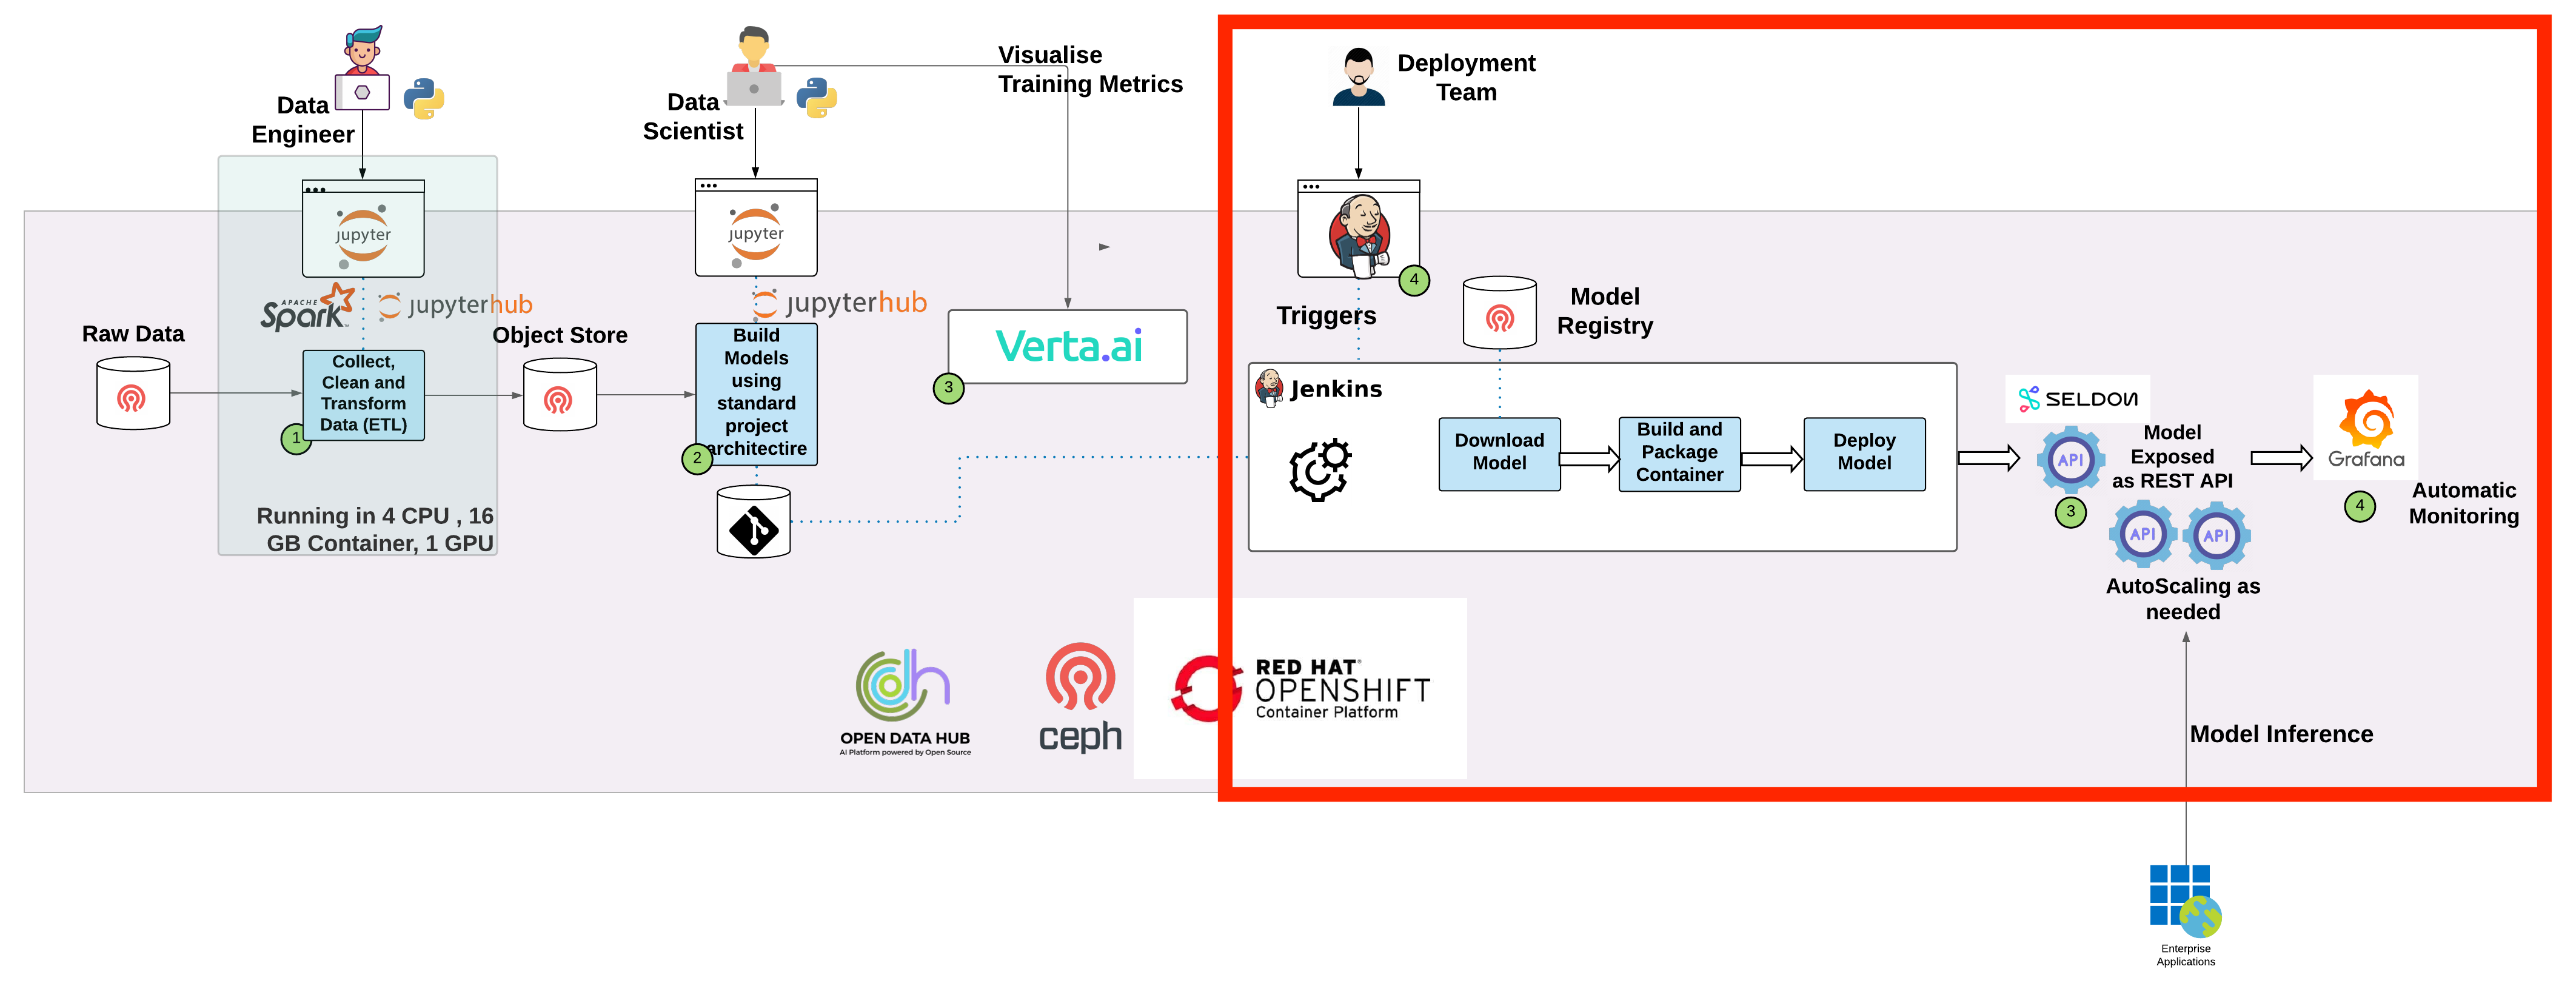 Data
Engineer
Data
Scientist
Visualise
Training Metrics
Deployment
Team
jupyter
jupyter
APACHE
Spark™
jupyterhub
jupyterhub
Raw Data
Object Store
Collect,
Clean and
Transform
Data (ETL)
1
Running in 4 CPU , 16
GB Container, 1 GPU
Build
Models
using
standard
project
architectire
2
Verta.ai
3
4
Triggers
Model
Registry
Jenkins
Download
Model
Build and
Package
Container
Deploy
Model
SELDON
API
Model
Exposed
as REST API
3
API
API
AutoScaling as
needed
Grafana
4
Automatic
Monitoring
OPEN DATA HUB
AI Platform powered by Open Source
ceph
RED HAT®
OPENSHIFT
Container Platform
Model Inference
Enterprise
Applications